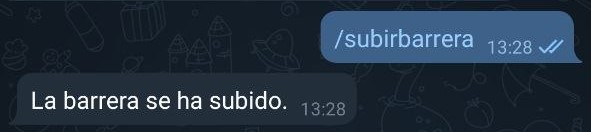 /subirbarrera 13:28
La barrera se ha subido. 13:28